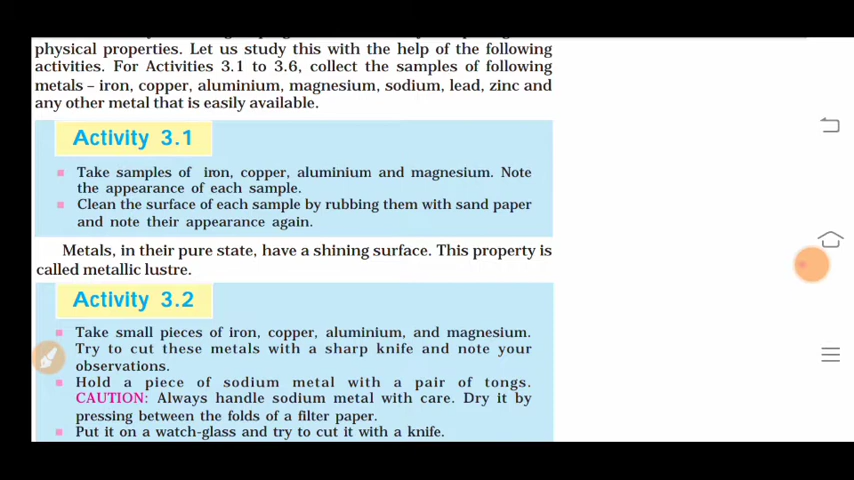 physical properties. Let us study this with the help of the following
activities. For Activities 3.1 to 3.6, collect the samples of following
metals – iron, copper, aluminium, magnesium, sodium, lead, zinc and
any other metal that is easily available.
Activity 3.1
Take samples of iron, copper, aluminium and magnesium. Note
the appearance of each sample.
Clean the surface of each sample by rubbing them with sand paper
and note their appearance again.
Metals, in their pure state, have a shining surface. This property is
called metallic lustre.
Activity 3.2
Take small pieces of iron, copper, aluminium, and magnesium.
Try to cut these metals with a sharp knife and note your
observations.
Hold a piece of sodium metal with a pair of tongs.
CAUTION: Always handle sodium metal with care. Dry it by
pressing between the folds of a filter paper.
Put it on a watch-glass and try to cut it with a knife.